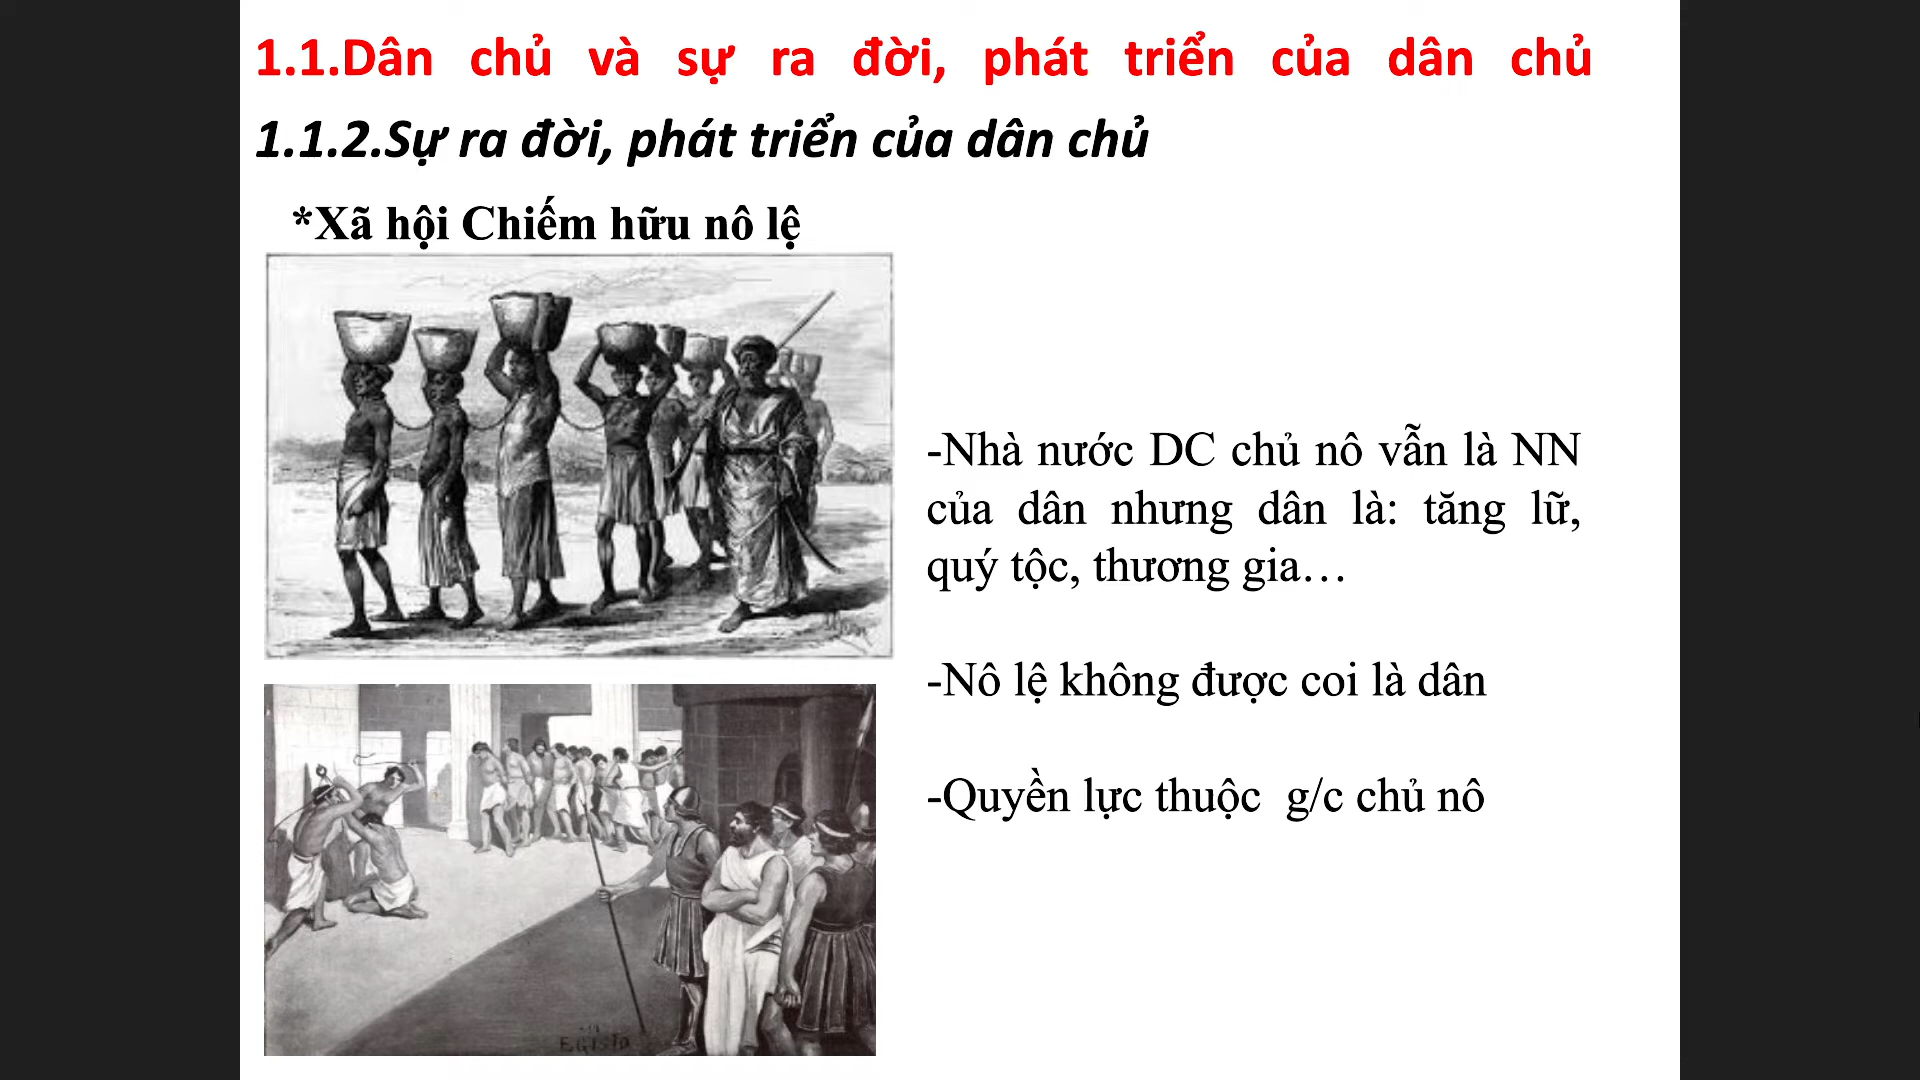 1.1.Dân chủ và sự ra đời, phát triển của dân chủ
1.1.2.Sự ra đời, phát triển của dân chủ
*Xã hội Chiếm hữu nô lệ
-Nhà nước DC chủ nô vẫn là NN
của dân nhưng dân là: tăng lữ,
quý tộc, thương gia…
-Nô lệ không được coi là dân
-Quyền lực thuộc  g/c chủ nô